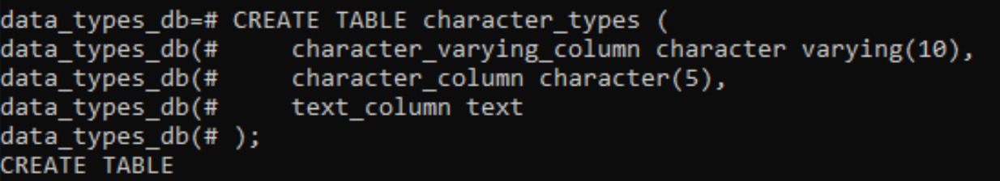 data_types_db=# CREATE TABLE character_types (
data_types_db(#     character_varying_column character varying(10),
data_types_db(#     character_column character(5),
data_types_db(#     text_column text
data_types_db(# );
CREATE TABLE